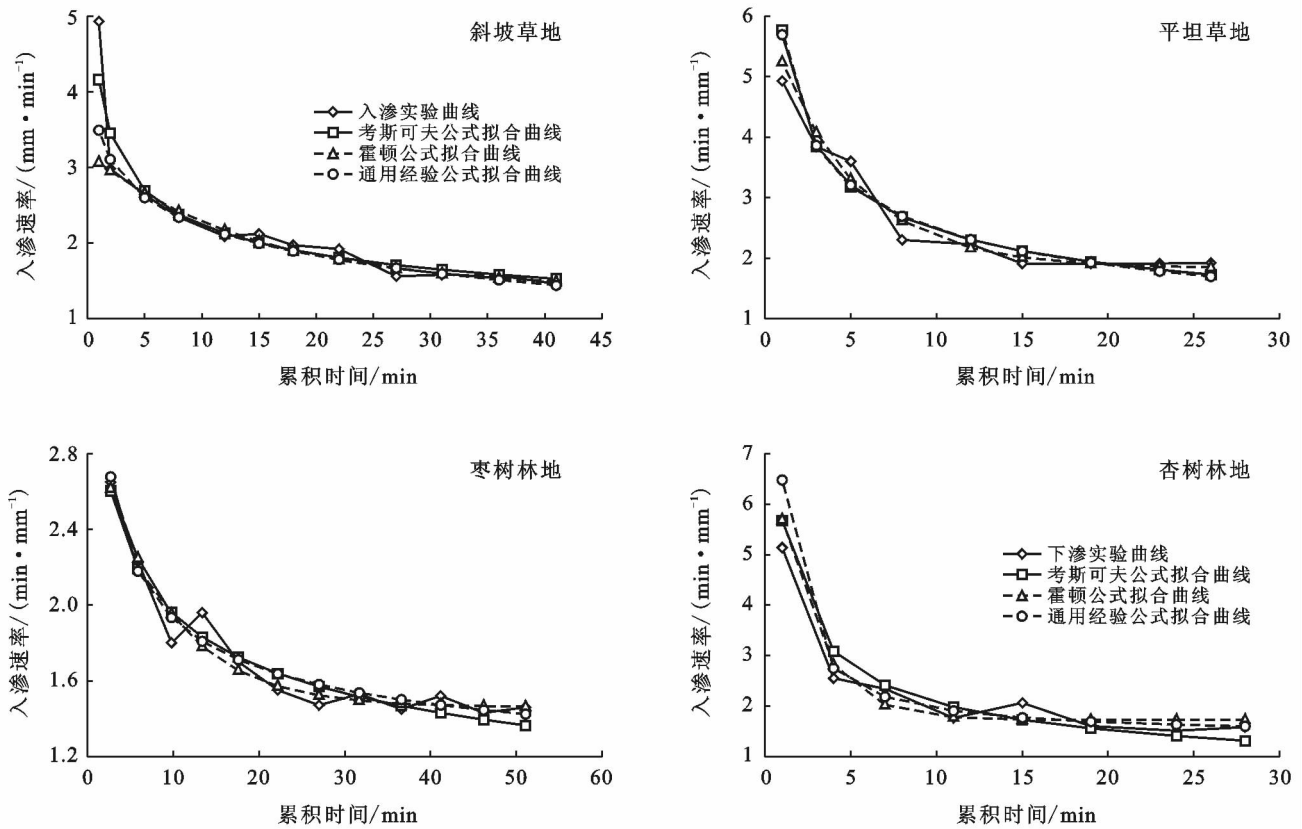 斜坡草地
入渗速率/(mm·min⁻¹)
5
4
3
2
1
入渗实验曲线
考斯可夫公式拟合曲线
霍顿公式拟合曲线
通用经验公式拟合曲线
0 5 10 15 20 25 30 35 40 45
累积时间/min
平坦草地
入渗速率/(min·mm⁻¹)
6
5
4
3
2
1
0 5 10 15 20 25 30
累积时间/min
枣树林地
入渗速率/(min·mm⁻¹)
2.8
2.4
2.0
1.6
1.2
0 10 20 30 40 50 60
累积时间/min
杏树林地
入渗速率/(min·mm⁻¹)
7
6
5
4
3
2
1
下渗实验曲线
考斯可夫公式拟合曲线
霍顿公式拟合曲线
通用经验公式拟合曲线
0 5 10 15 20 25 30
累积时间/min